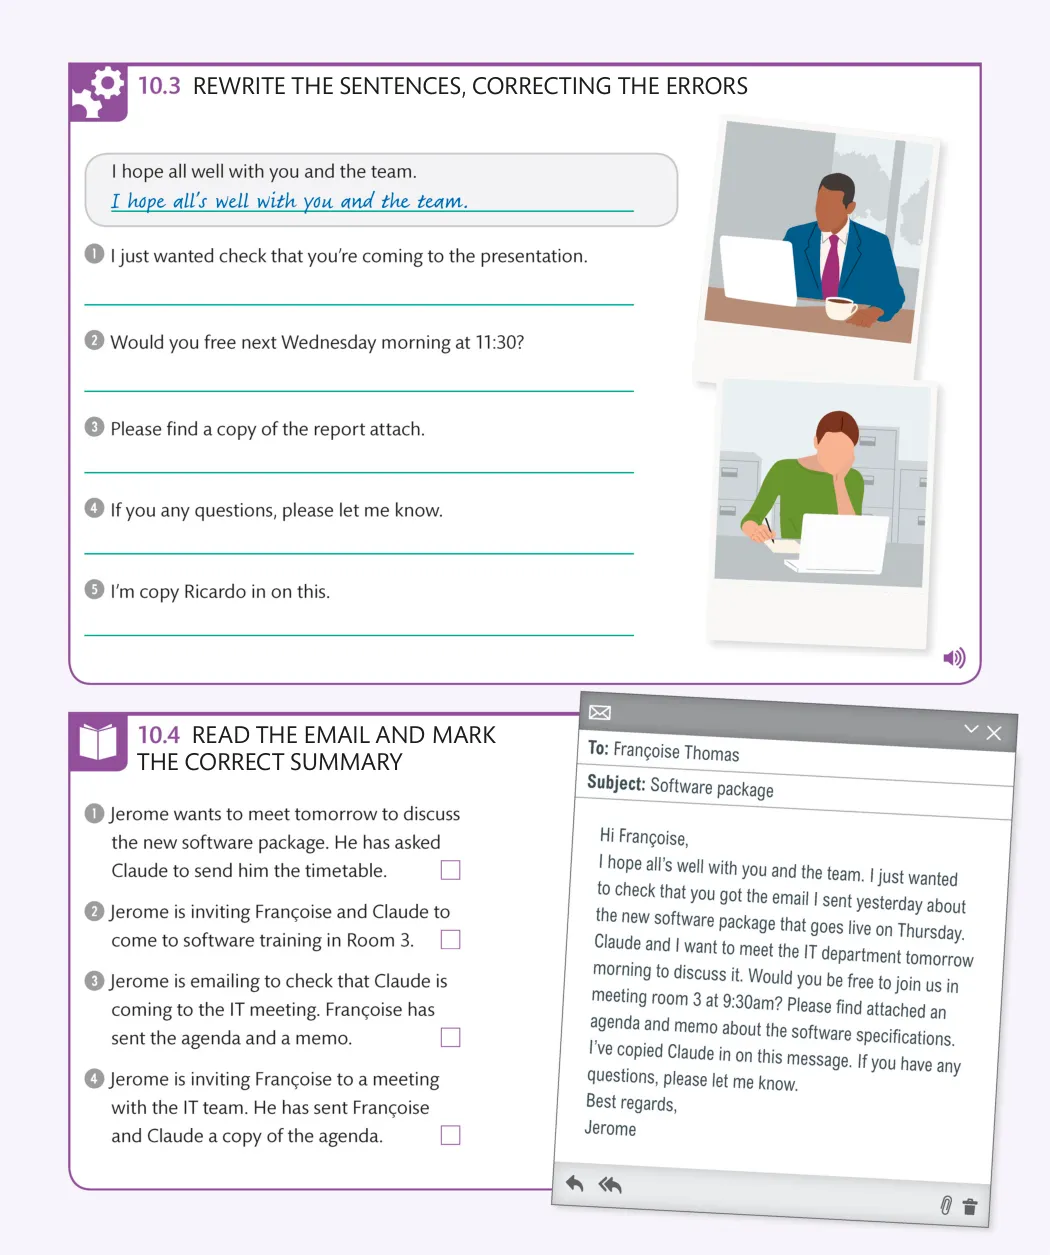 10.3 REWRITE THE SENTENCES, CORRECTING THE ERRORS
I hope all well with you and the team.
I hope all's well with you and the team.
1 I just wanted check that you're coming to the presentation.
2 Would you free next Wednesday morning at 11:30?
3 Please find a copy of the report attach.
4 If you any questions, please let me know.
5 I'm copy Ricardo in on this.
10.4 READ THE EMAIL AND MARK
THE CORRECT SUMMARY
1 Jerome wants to meet tomorrow to discuss
the new software package. He has asked
Claude to send him the timetable.
2 Jerome is inviting Françoise and Claude to
come to software training in Room 3.
3 Jerome is emailing to check that Claude is
coming to the IT meeting. Françoise has
sent the agenda and a memo.
4 Jerome is inviting Françoise to a meeting
with the IT team. He has sent Françoise
and Claude a copy of the agenda.
To: Françoise Thomas
Subject: Software package
Hi Françoise,
I hope all's well with you and the team. I just wanted
to check that you got the email I sent yesterday about
the new software package that goes live on Thursday.
Claude and I want to meet the IT department tomorrow
morning to discuss it. Would you be free to join us in
meeting room 3 at 9:30am? Please find attached an
agenda and memo about the software specifications.
I've copied Claude in on this message. If you have any
questions, please let me know.
Best regards,
Jerome